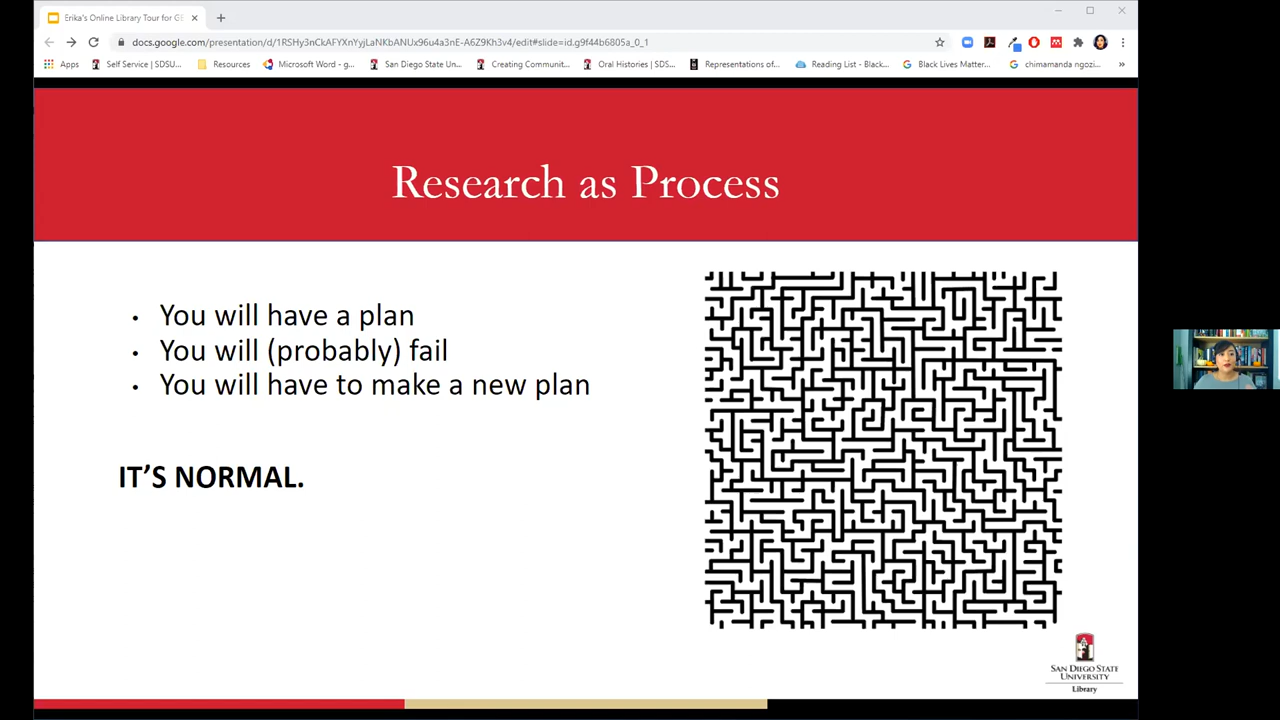 Erika's Online Library Tour for GE
docs.google.com/presentation/d/1RSHy3dCkAFYXnYvjLaNKbANUx96u4a3nE-A6Z9Kh3v4/edit#slide=id.g9f44b6805a_0_1
Apps
Self Service | SDSU...
Resources
Microsoft Word - g...
San Diego State Un...
Creating Communit...
Oral Histories | SDS...
Representations of...
Reading List - Black...
Black Lives Matter...
chimamanda ngozi...
Research as Process
• You will have a plan
• You will (probably) fail
• You will have to make a new plan
IT'S NORMAL.
SAN DIEGO STATE
UNIVERSITY
Library